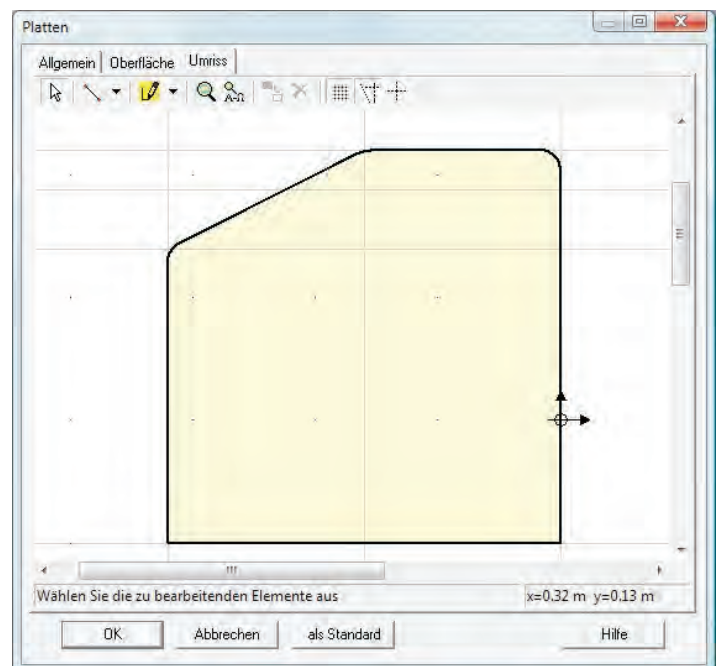 Platten
Allgemein Oberfläche Umriss
A-Ω
Wählen Sie die zu bearbeitenden Elemente aus x=0,32 m y=0,13 m
OK Abbrechen als Standard Hilfe